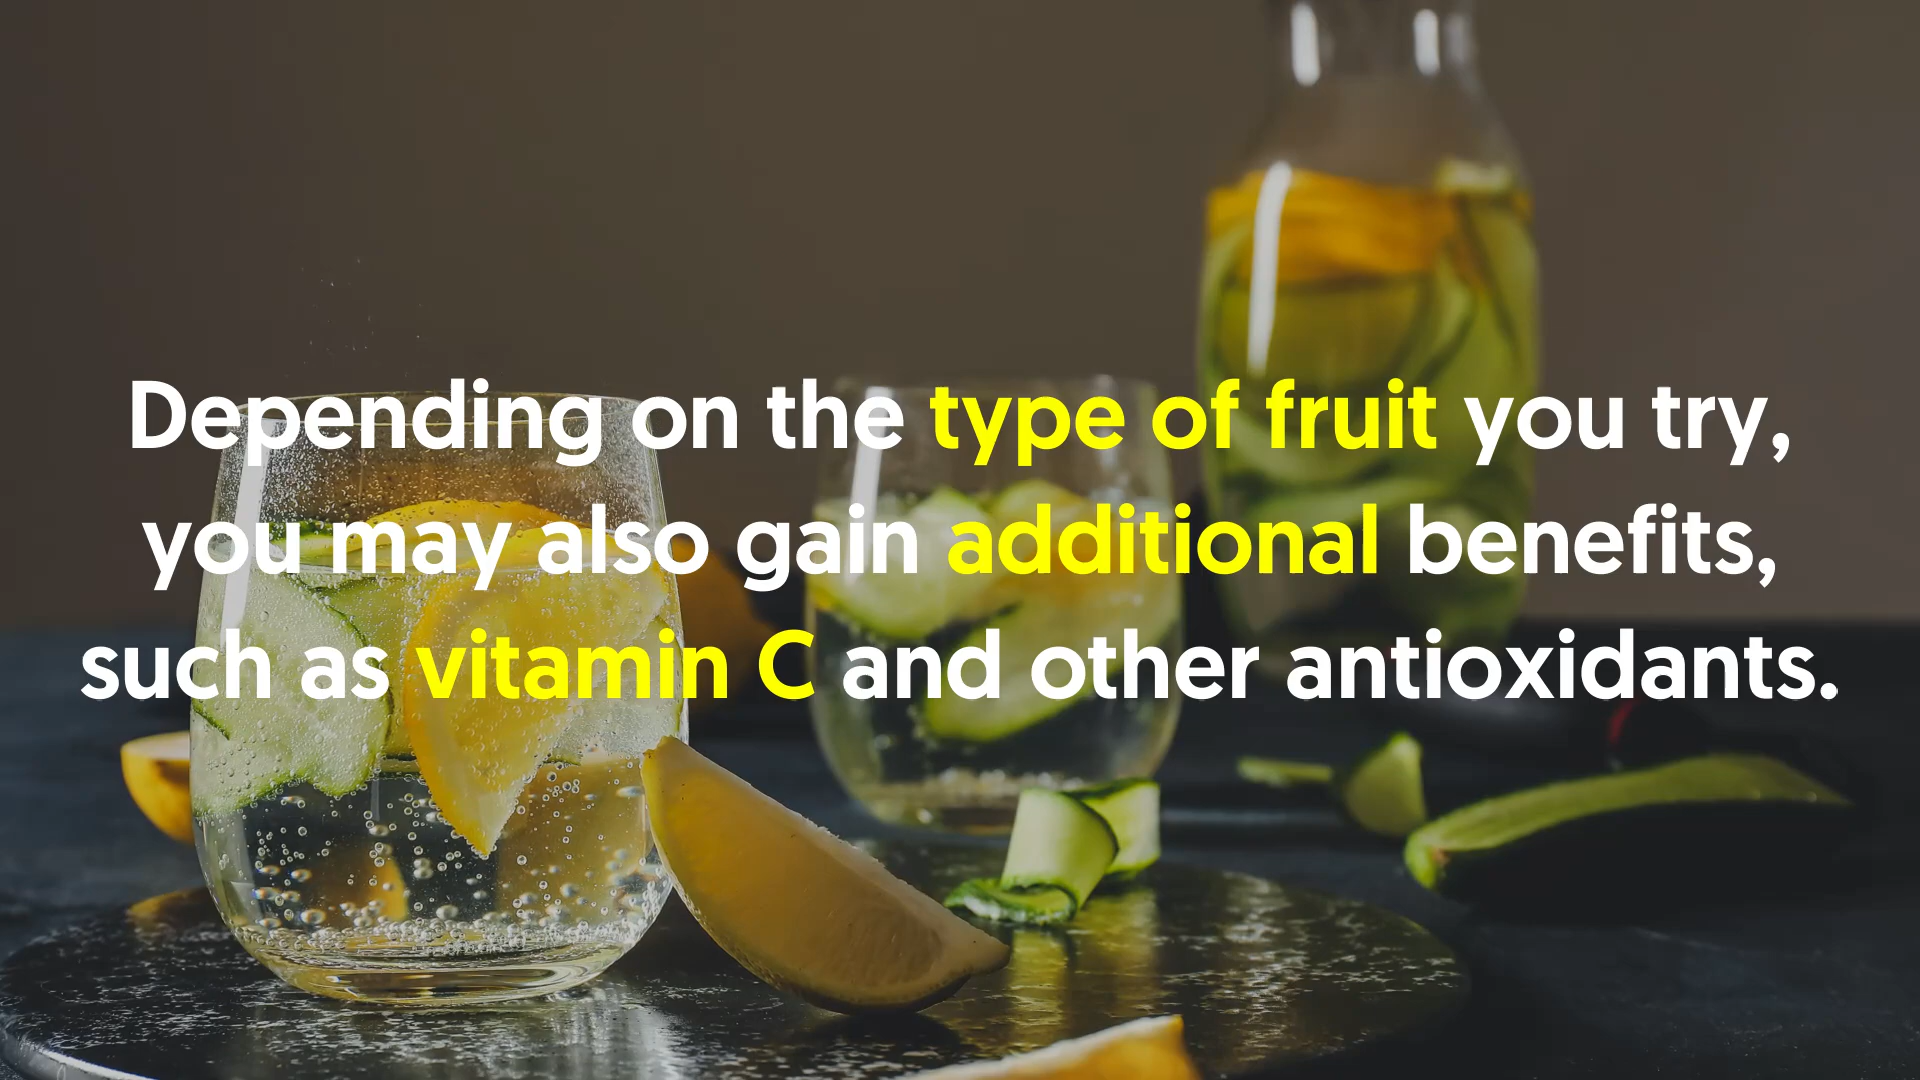 Depending on the type of fruit you try,
you may also gain additional benefits,
such as vitamin C and other antioxidants.